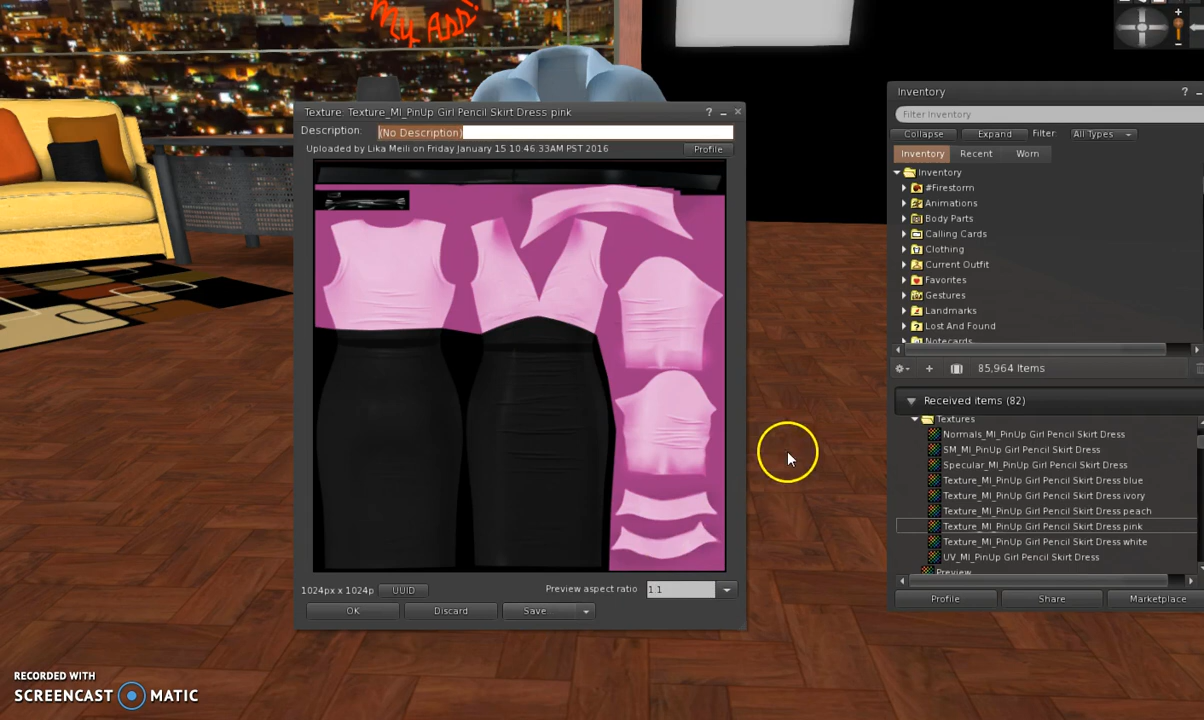 My Addi
Texture: Texture_MI_PinUp Girl Pencil Skirt Dress pink
?
Description: (No Description)
Uploaded by Lika Meili on Friday January 15 10 46.33AM PST 2016
Profile
1024px x 1024p
UUID
Preview aspect ratio
1.1
OK
Discard
Save
Inventory
?
Filter Inventory
Collapse
Expand
Filter:
All Types
Inventory
Recent
Worn
Inventory
#Firestorm
Animations
Body Parts
Calling Cards
Clothing
Current Outfit
Favorites
Gestures
Landmarks
Lost And Found
Notecards
85,964 Items
Received items (82)
Textures
Normals_MI_PinUp Girl Pencil Skirt Dress
SM_MI_PinUp Girl Pencil Skirt Dress
Specular_MI_PinUp Girl Pencil Skirt Dress
Texture_MI_PinUp Girl Pencil Skirt Dress blue
Texture_MI_PinUp Girl Pencil Skirt Dress ivory
Texture_MI_PinUp Girl Pencil Skirt Dress peach
Texture_MI_PinUp Girl Pencil Skirt Dress pink
Texture_MI_PinUp Girl Pencil Skirt Dress white
UV_MI_PinUp Girl Pencil Skirt Dress
Preview
Profile
Share
Marketplace
RECORDED WITH
SCREENCAST MATIC